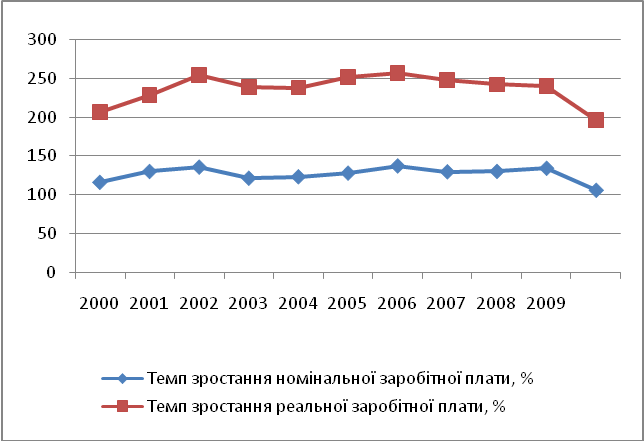 300
250
200
150
100
50
0
2000 2001 2002 2003 2004 2005 2006 2007 2008 2009
Темп зростання номінальної заробітної плати, %
Темп зростання реальної заробітної плати, %